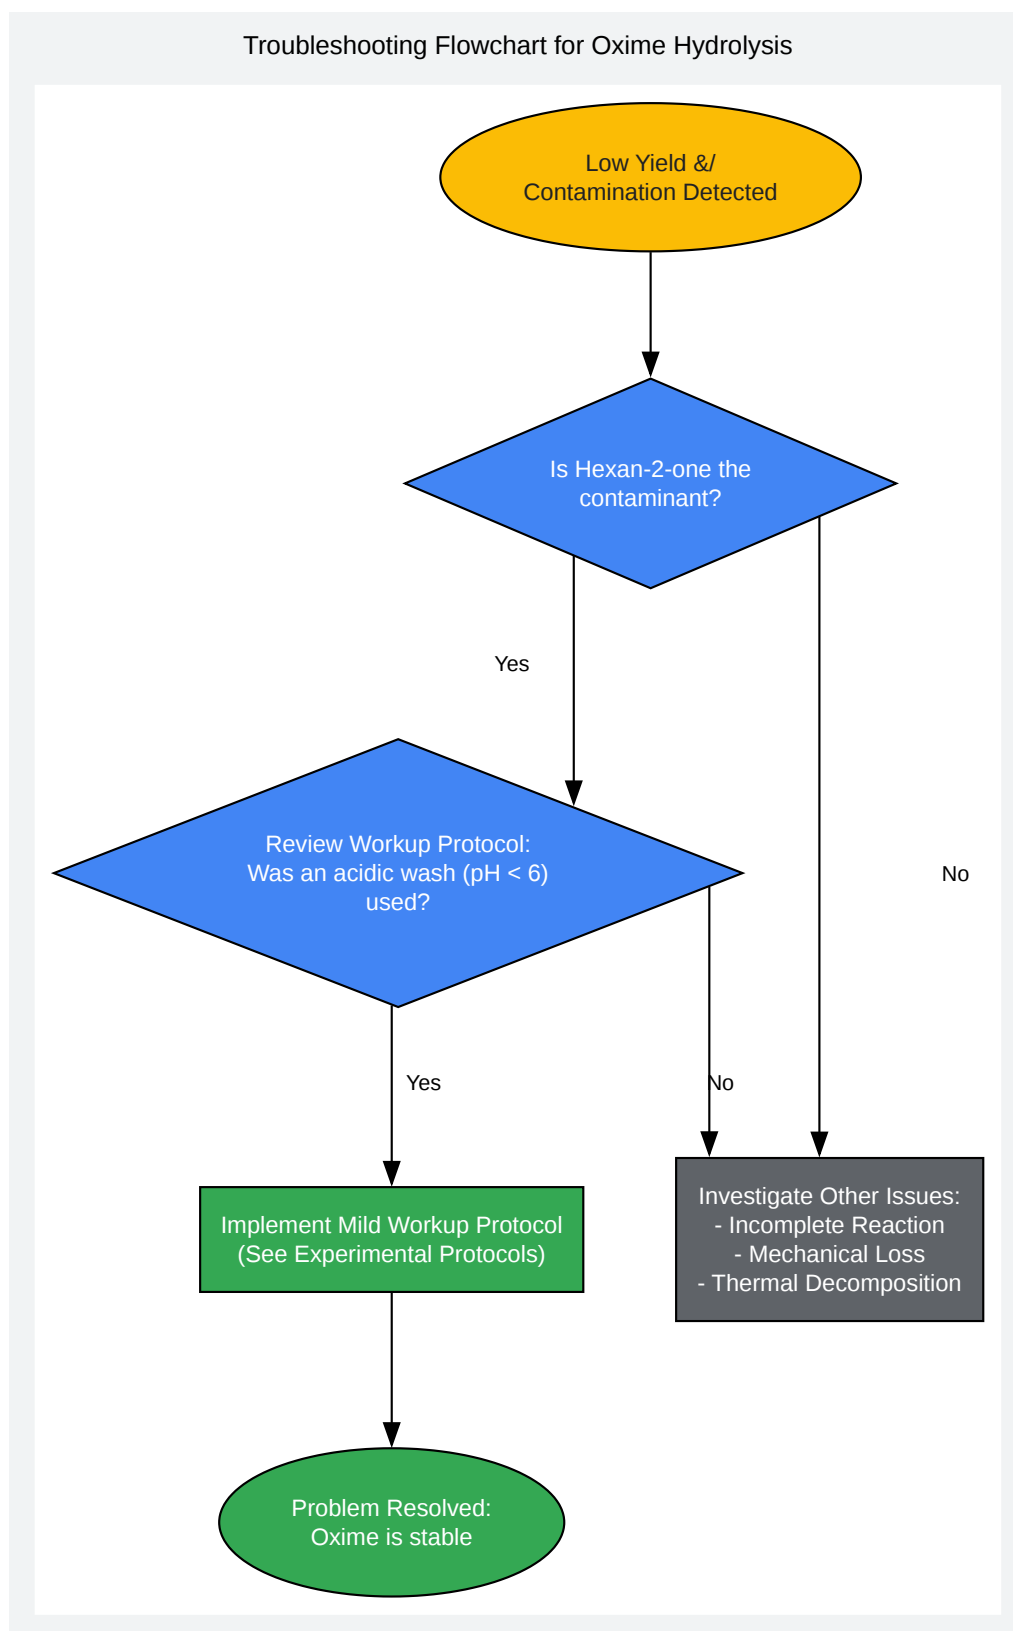 Troubleshooting Flowchart for Oxime Hydrolysis
Low Yield &/
Contamination Detected
Is Hexan-2-one the
contaminant?
Yes
No
Review Workup Protocol:
Was an acidic wash (pH < 6)
used?
Yes
No
Implement Mild Workup Protocol
(See Experimental Protocols)
Investigate Other Issues:
- Incomplete Reaction
- Mechanical Loss
- Thermal Decomposition
Problem Resolved:
Oxime is stable